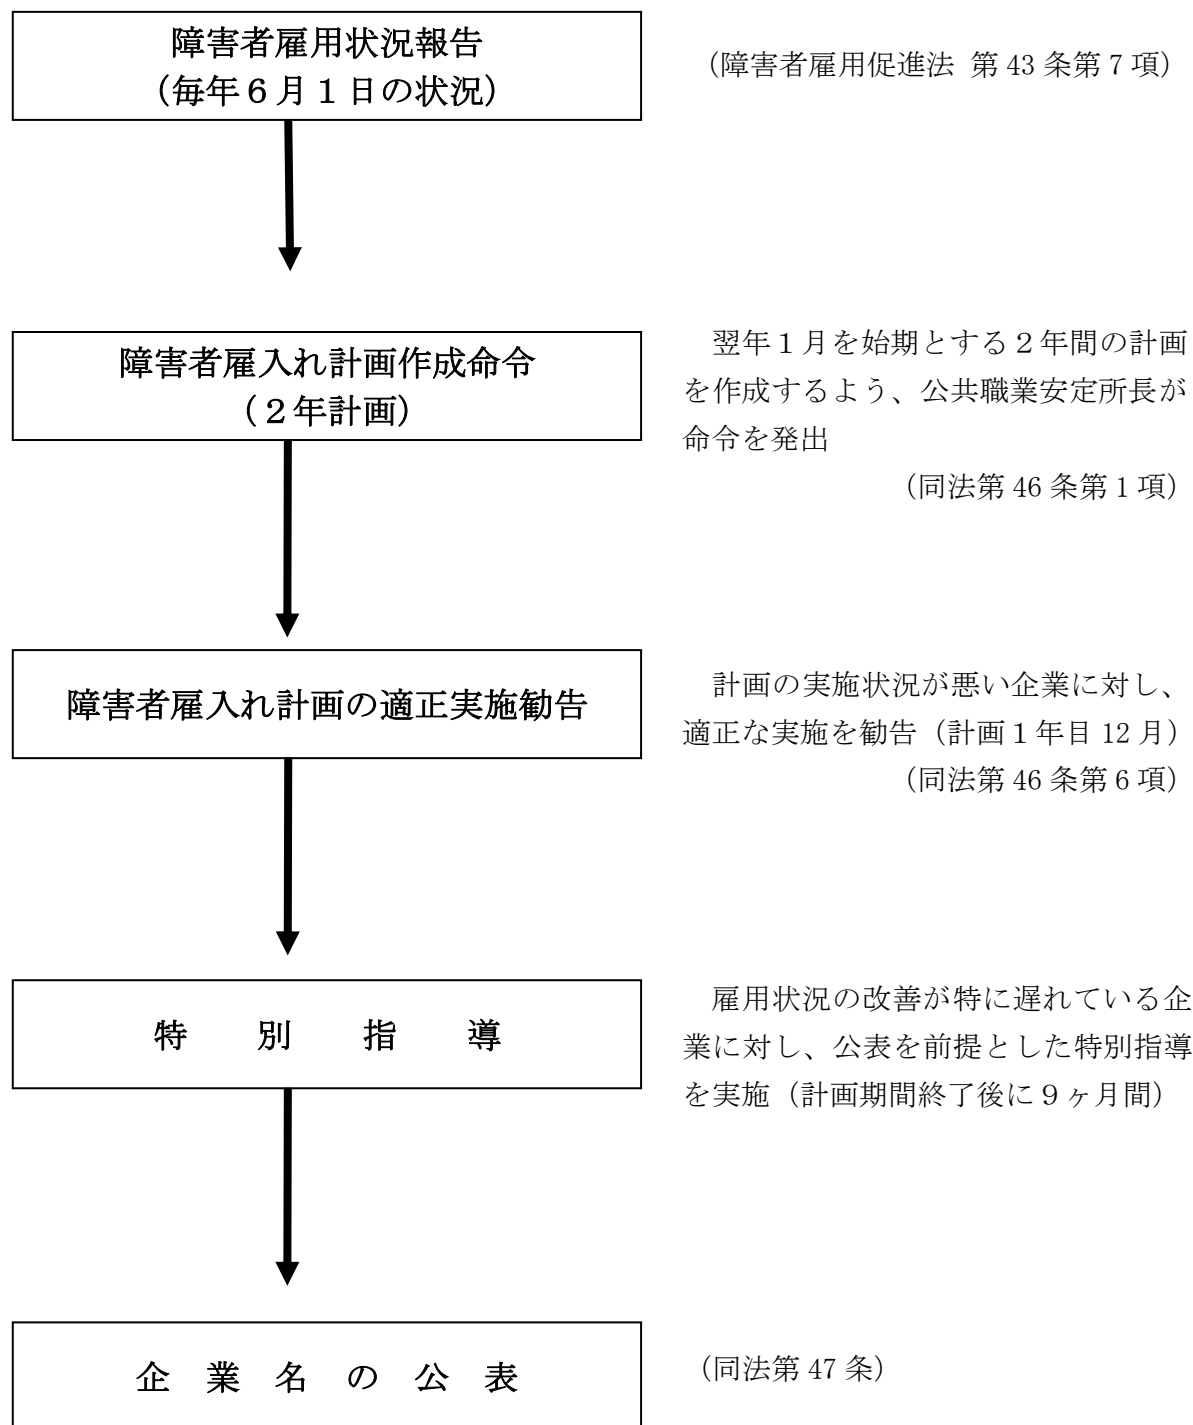 障害者雇用状況報告
（毎年６月１日の状況）
（障害者雇用促進法 第 43 条第 7 項）
障害者雇入れ計画作成命令
（２年計画）
翌年１月を始期とする２年間の計画
を作成するよう、公共職業安定所長が
命令を発出
（同法第 46 条第 1 項）
障害者雇入れ計画の適正実施勧告
計画の実施状況が悪い企業に対し、
適正な実施を勧告（計画１年目 12 月）
（同法第 46 条第 6 項）
特　別　指　導
雇用状況の改善が特に遅れている企
業に対し、公表を前提とした特別指導
を実施（計画期間終了後に９ヶ月間）
企 業 名 の 公 表
（同法第 47 条）